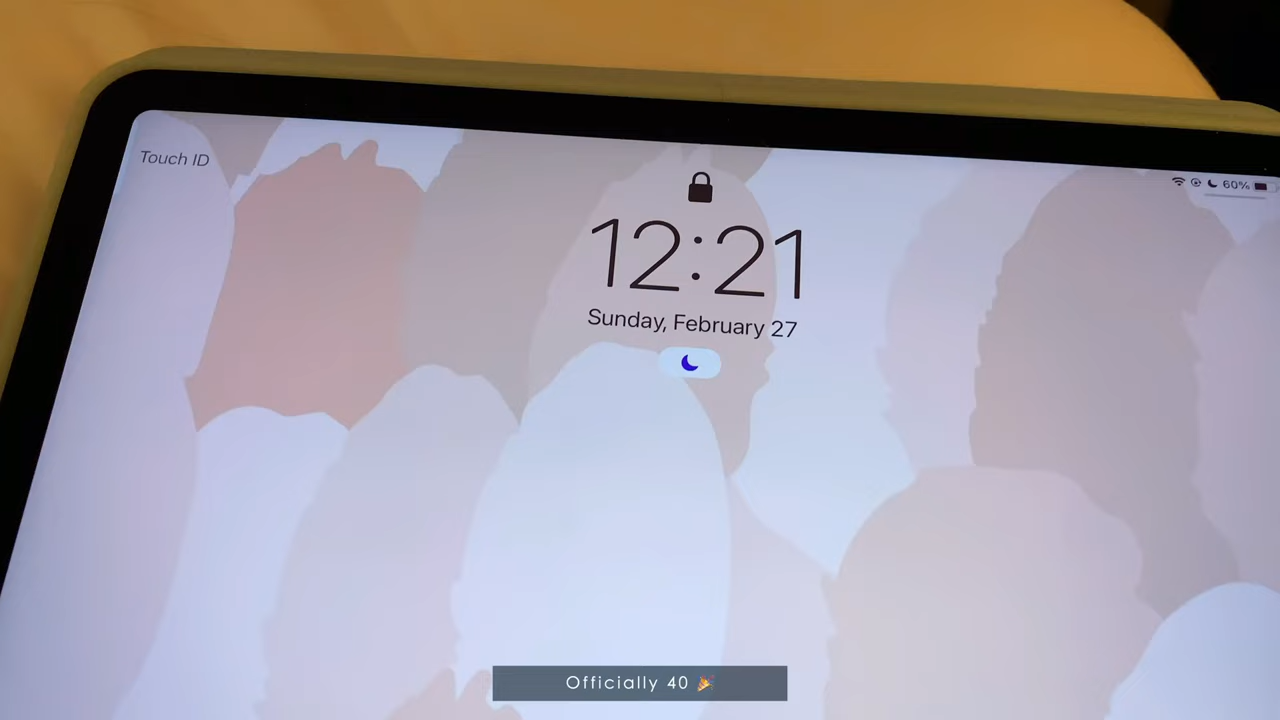 Touch ID
60%
12:21
Sunday, February 27
Officially 40 🎉